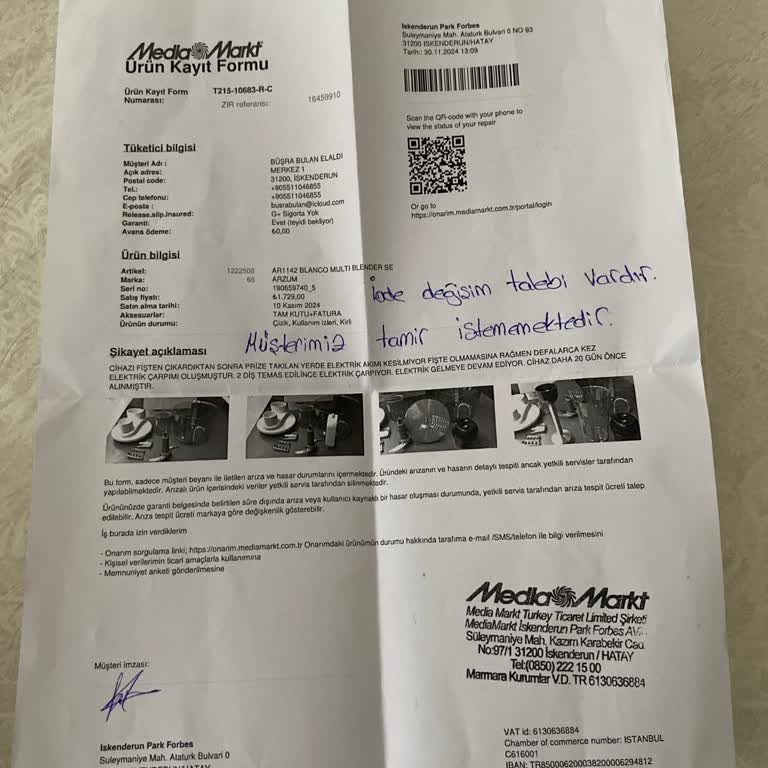 Media Markt
Ürün Kayıt Formu
Ürün Kayıt Form Numarası: T215-10683-R-C
ZIR referansı: 16459910
Iskenderun Park Forbes
Suleymaniye Mah. Ataturk Bulvari 0 NO 93
31200 ISKENDERUN/HATAY
Tarih:: 30.11.2024 13:09
Scan the QR-code with your phone to
view the status of your repair
Or go to
https://onarim.mediamarkt.com.tr/portal/login
Tüketici bilgisi
Müşteri Adı : BÜŞRA BULAN ELALDI
Açık adres: MERKEZ 1
Postal code: 31200, İSKENDERUN
Tel.: +905511046855
Cep telefonu: +905511046855
E-posta : busrabulan@icloud.com
Release.slip.insured: G+ Sigorta Yok
Garanti: Evet (teyidi bekliyor)
Avans ödeme: ₺0,00
Ürün bilgisi
Artikel: 1222508 AR1142 BLANCO MULTI BLENDER SE
Marka: 66 ARZUM
Seri no: 190659740_5
Satış fiyatı: ₺1.729,00
Satın alma tarihi: 10 Kasım 2024
Aksesuarlar: TAM KUTU+FATURA
Ürünün durumu: Çizik, Kullanım izleri, Kirli
İade değişim talebi vardır.
Müşterimiz tamir istememektedir.
Şikayet açıklaması
CİHAZI FİŞTEN ÇIKARDIKTAN SONRA PRİZE TAKILAN YERDE ELEKTRİK AKIMI KESİLMİYOR FİŞTE OLMAMASINA RAĞMEN DEFALARCA KEZ
ELEKTRİK ÇARPIMI OLUŞMUŞTUR. 2 DİŞ TEMAS EDİLİNCE ELEKTRİK ÇARPIYOR. ELEKTRİK GELMEYE DEVAM EDİYOR. CİHAZ DAHA 20 GÜN ÖNCE
ALINMIŞTIR.
Bu form, sadece müşteri beyanı ile iletilen arıza ve hasar durumlarını içermektedir. Üründeki arızanın ve hasarın detaylı tespiti ancak yetkili servisler tarafından
yapılabilmektedir. Arızalı ürün içerisindeki veriler yetkili servis tarafından silinmektedir.
Ürününüzde garanti belgesinde belirtilen süre dışında arıza veya kullanıcı kaynaklı bir hasar oluşması durumunda, yetkili servis tarafından arıza tespit ücreti talep
edilebilir. Arıza tespit ücreti markaya göre değişkenlik gösterebilir.
İş burada izin verdiklerim
- Onarım sorgulama linki; https://onarim.mediamarkt.com.tr Onarımdaki ürünümün durumu hakkında tarafıma e-mail /SMS/telefon ile bilgi verilmesini
- Kişisel verilerimin ticari amaçlarla kullanımına
- Memnuniyet anketi gönderilmesine
Media Markt
Media Markt Turkey Ticaret Limited Şirketi
MediaMarkt İskenderun Park Forbes AV..
Süleymaniye Mah. Kazım Karabekir Cad.
No:97/1 31200 İskenderun / HATAY
Tel:(0850) 222 15 00
Marmara Kurumlar V.D. TR 6130636884
Müşteri imzası:
Iskenderun Park Forbes
Suleymaniye Mah. Ataturk Bulvari 0
VAT id: 6130636884
Chamber of commerce number: ISTANBUL
C616001
IBAN: TR850006200038200006294812